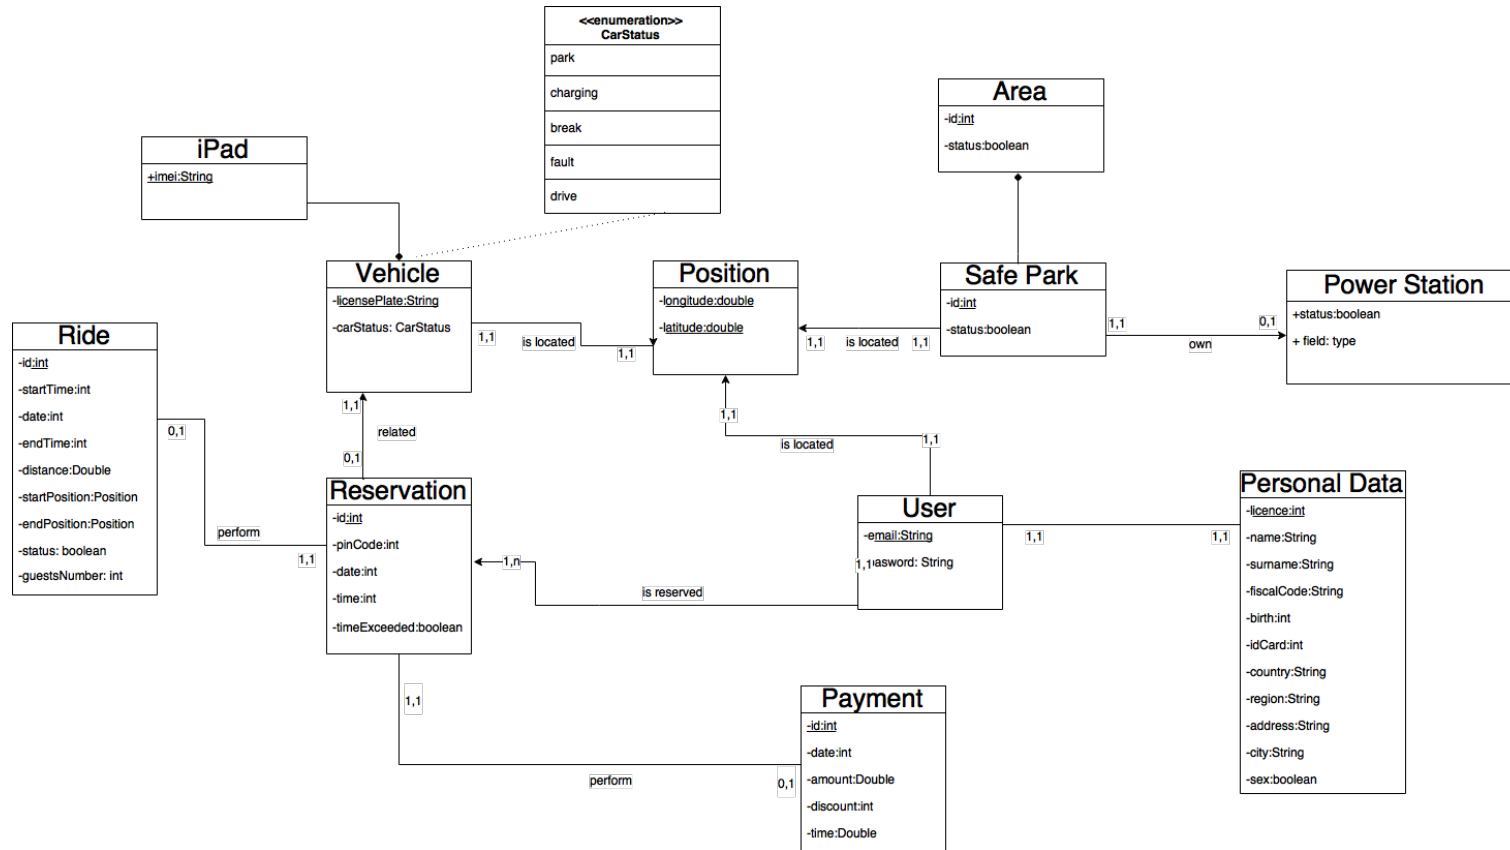 <<enumeration>>
CarStatus
park
charging
break
fault
drive
Area
-id:int
-status:boolean
iPad
+imei:String
Vehicle
-licensePlate:String
-carStatus: CarStatus
Position
-longitude:double
-latitude:double
Safe Park
-id:int
-status:boolean
Power Station
+status:boolean
+ field: type
1,1
is located
1,1
1,1
is located
1,1
1,1
own
0,1
Ride
-id:int
-startTime:int
-date:int
-endTime:int
-distance:Double
-startPosition:Position
-endPosition:Position
-status: boolean
-guestsNumber: int
0,1
perform
1,1
1,1
related
0,1
Reservation
-id:int
-pinCode:int
-date:int
-time:int
-timeExceeded:boolean
1,1
is located
1,1
User
-email:String
asword: String
1,1
1,n
is reserved
1,1
1,1
Personal Data
-licence:int
-name:String
-surname:String
-fiscalCode:String
-birth:int
-idCard:int
-country:String
-region:String
-address:String
-city:String
-sex:boolean
1,1
perform
0,1
Payment
-id:int
-date:int
-amount:Double
-discount:int
-time:Double